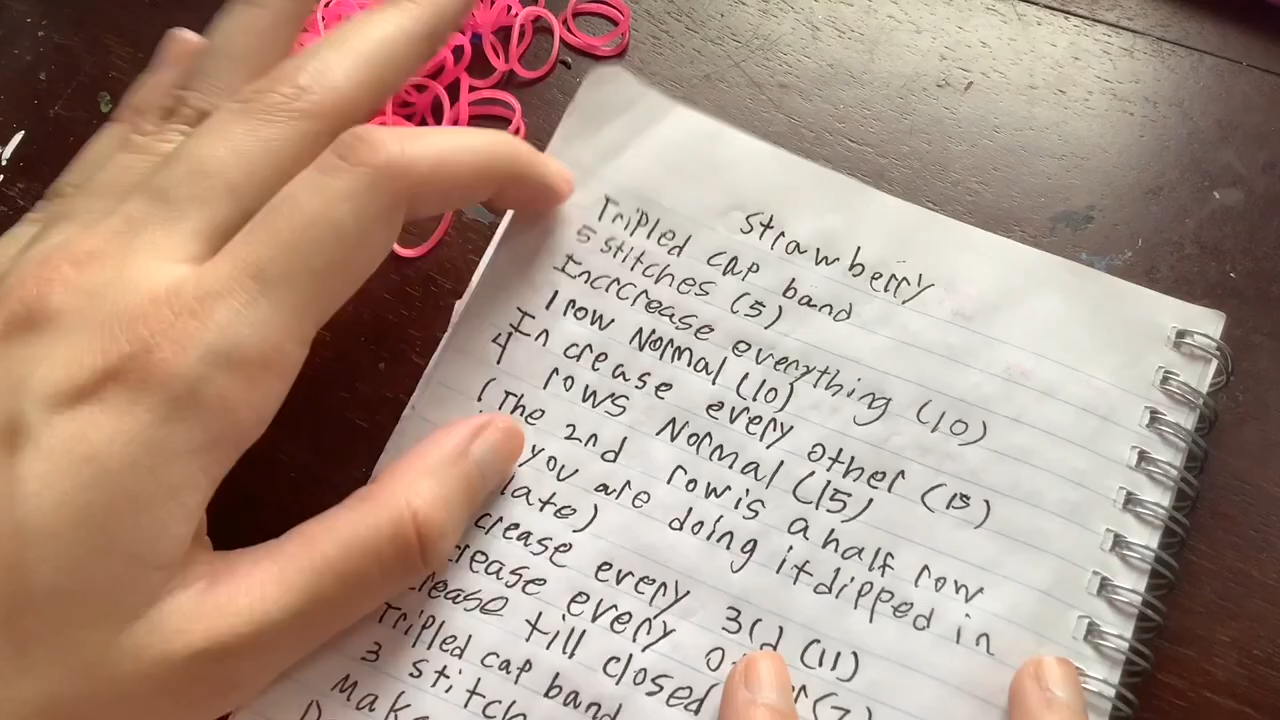 Strawberry
Tripled cap band
5 stitches (5)
Incrcrease everything (10)
1 row Normal (10)
Increase every other (15)
4 rows Normal (15)
(The 2nd row is a half row
you are doing it dipped in
late)
crease every 3rd (11)
rease every
rease till closed
Tripled cap band
3 stitch
Mak